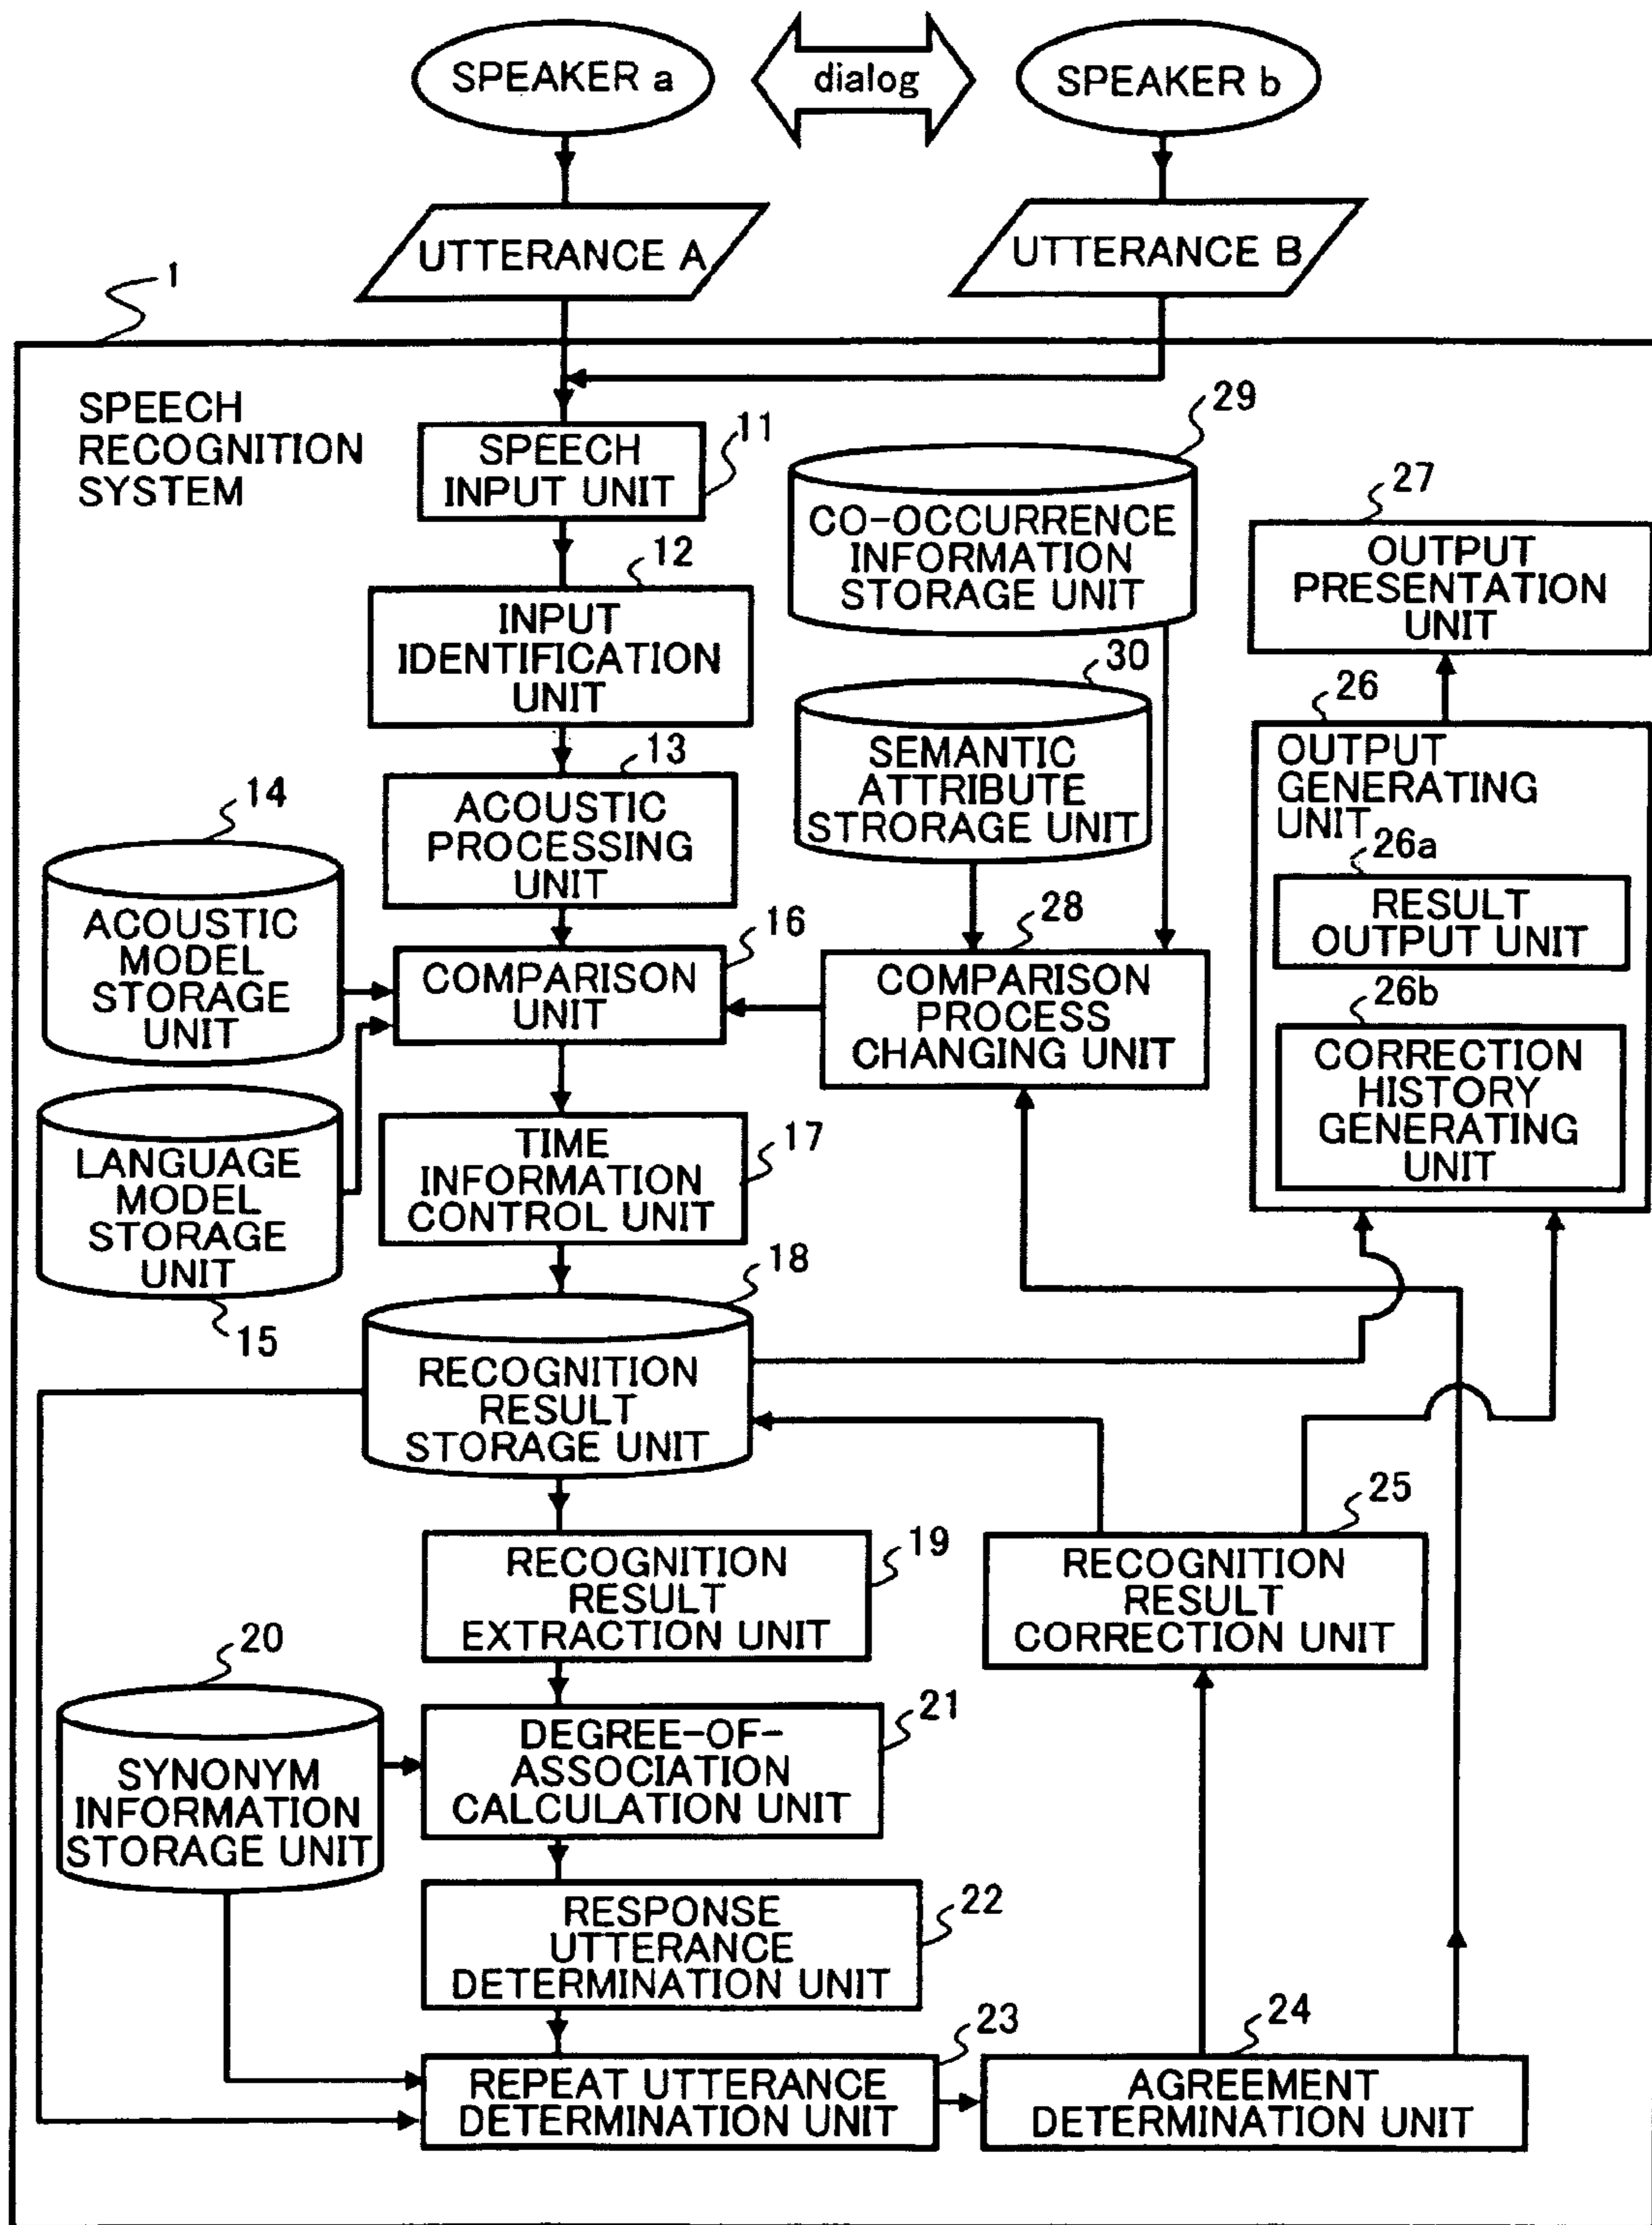 SPEAKER a
dialog
SPEAKER b
UTTERANCE A
UTTERANCE B
1
SPEECH
RECOGNITION
SYSTEM
SPEECH
INPUT UNIT
11
INPUT
IDENTIFICATION
UNIT
12
ACOUSTIC
PROCESSING
UNIT
13
14
ACOUSTIC
MODEL
STORAGE
UNIT
LANGUAGE
MODEL
STORAGE
UNIT
15
COMPARISON
UNIT
16
TIME
INFORMATION
CONTROL UNIT
17
29
CO-OCCURRENCE
INFORMATION
STORAGE UNIT
30
SEMANTIC
ATTRIBUTE
STRORAGE UNIT
28
COMPARISON
PROCESS
CHANGING UNIT
27
OUTPUT
PRESENTATION
UNIT
26
OUTPUT
GENERATING
UNIT
26a
RESULT
OUTPUT UNIT
26b
CORRECTION
HISTORY
GENERATING
UNIT
18
RECOGNITION
RESULT
STORAGE UNIT
RECOGNITION
RESULT
EXTRACTION UNIT
19
25
RECOGNITION
RESULT
CORRECTION UNIT
20
SYNONYM
INFORMATION
STORAGE UNIT
DEGREE-OF-
ASSOCIATION
CALCULATION UNIT
21
RESPONSE
UTTERANCE
DETERMINATION UNIT
22
REPEAT UTTERANCE
DETERMINATION UNIT
23
24
AGREEMENT
DETERMINATION UNIT